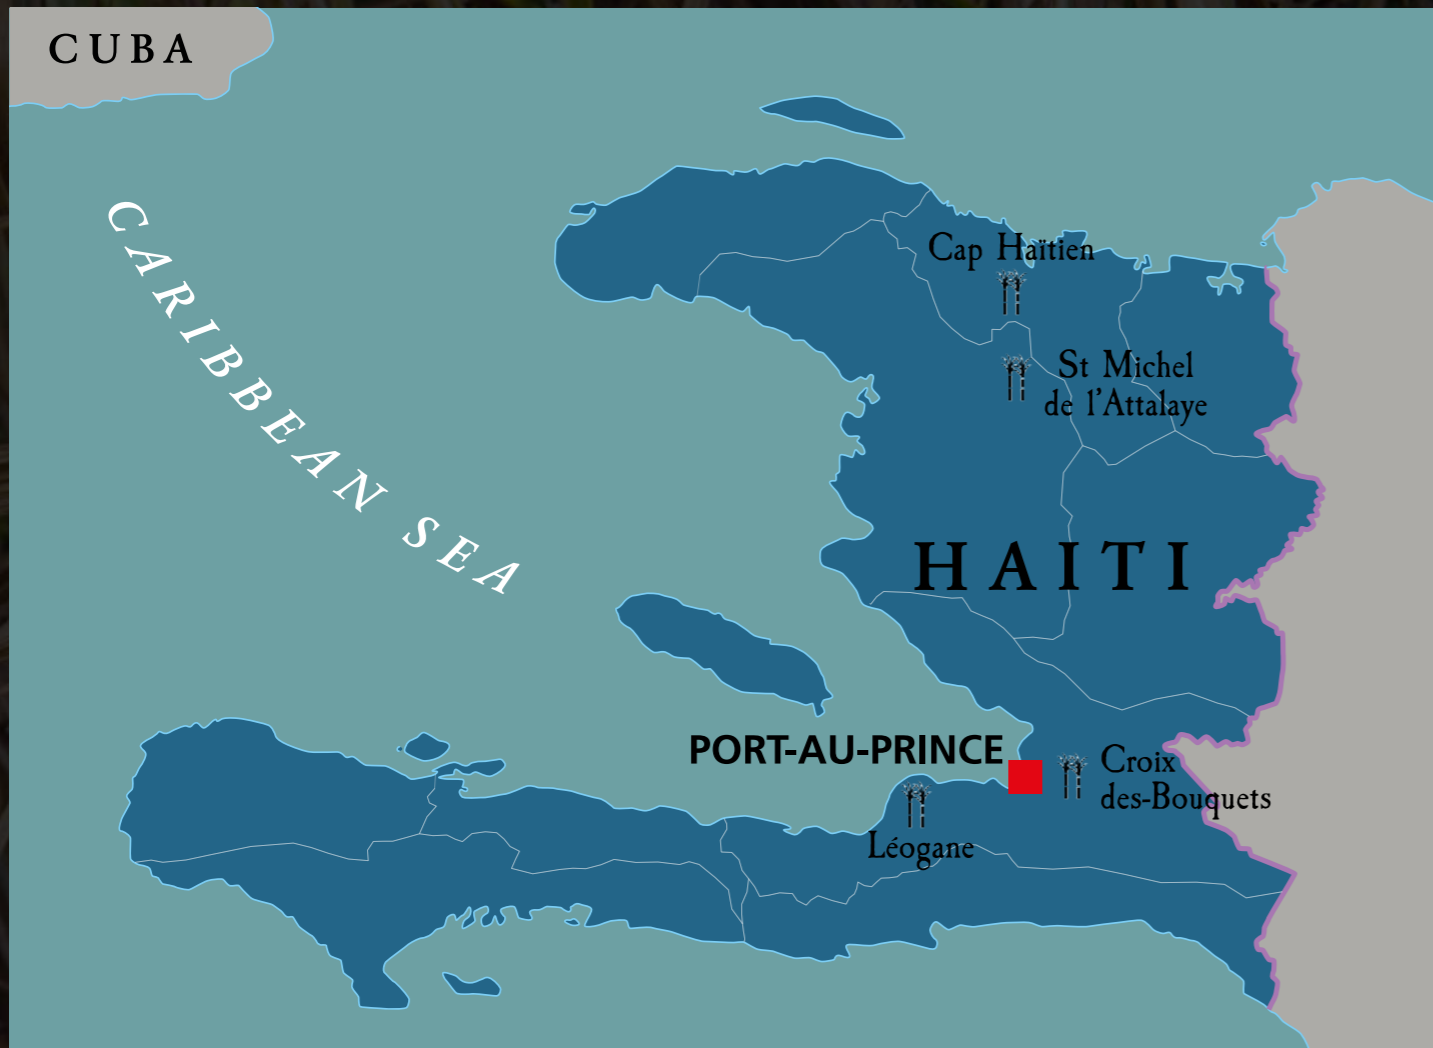 CUBA
CARIBBEAN SEA
Cap Haïtien
St Michel
de l'Attalaye
HAITI
PORT-AU-PRINCE
Croix
des-Bouquets
Léogane